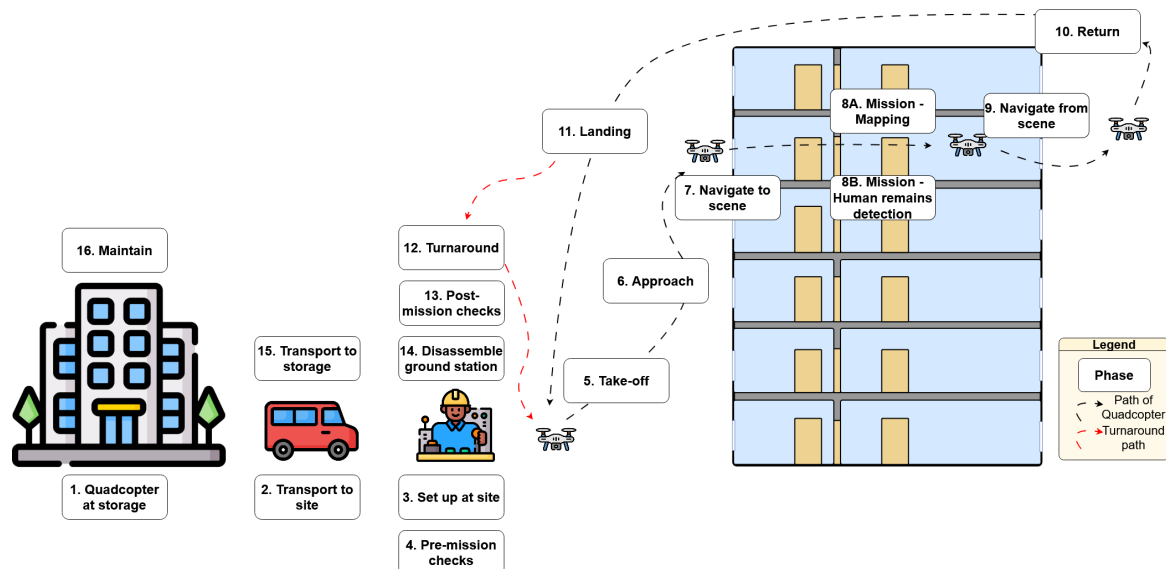 10. Return
8A. Mission -
Mapping
9. Navigate from
scene
11. Landing
7. Navigate to
scene
8B. Mission -
Human remains
detection
16. Maintain
12. Turnaround
6. Approach
13. Post-
mission checks
15. Transport to
storage
14. Disassemble
ground station
5. Take-off
Legend
Phase
Path of
Quadcopter
Turnaround
path
1. Quadcopter
at storage
2. Transport to
site
3. Set up at site
4. Pre-mission
checks